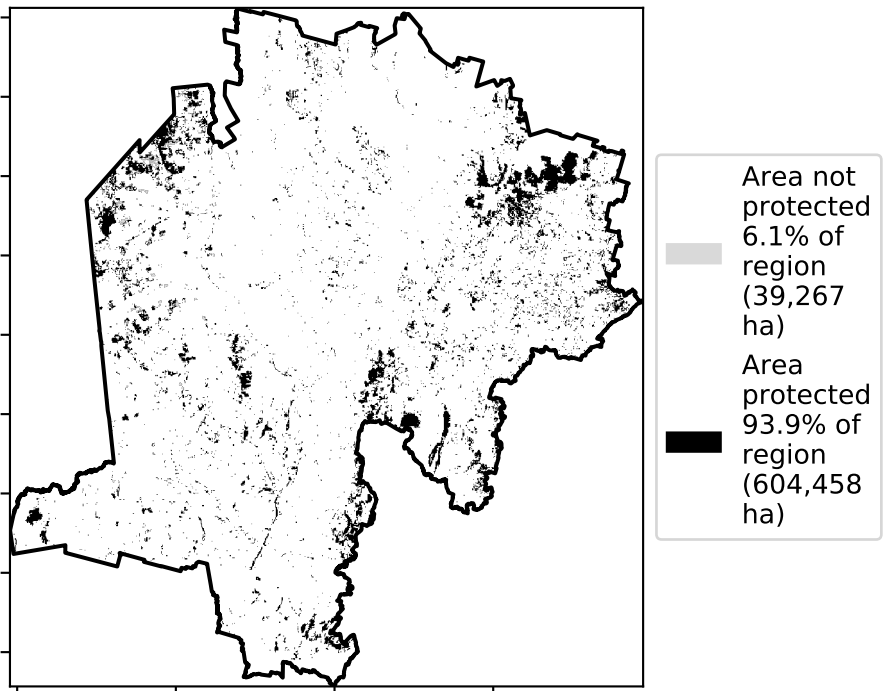 Area not
protected
6.1% of
region
(39,267
ha)
Area
protected
93.9% of
region
(604,458
ha)